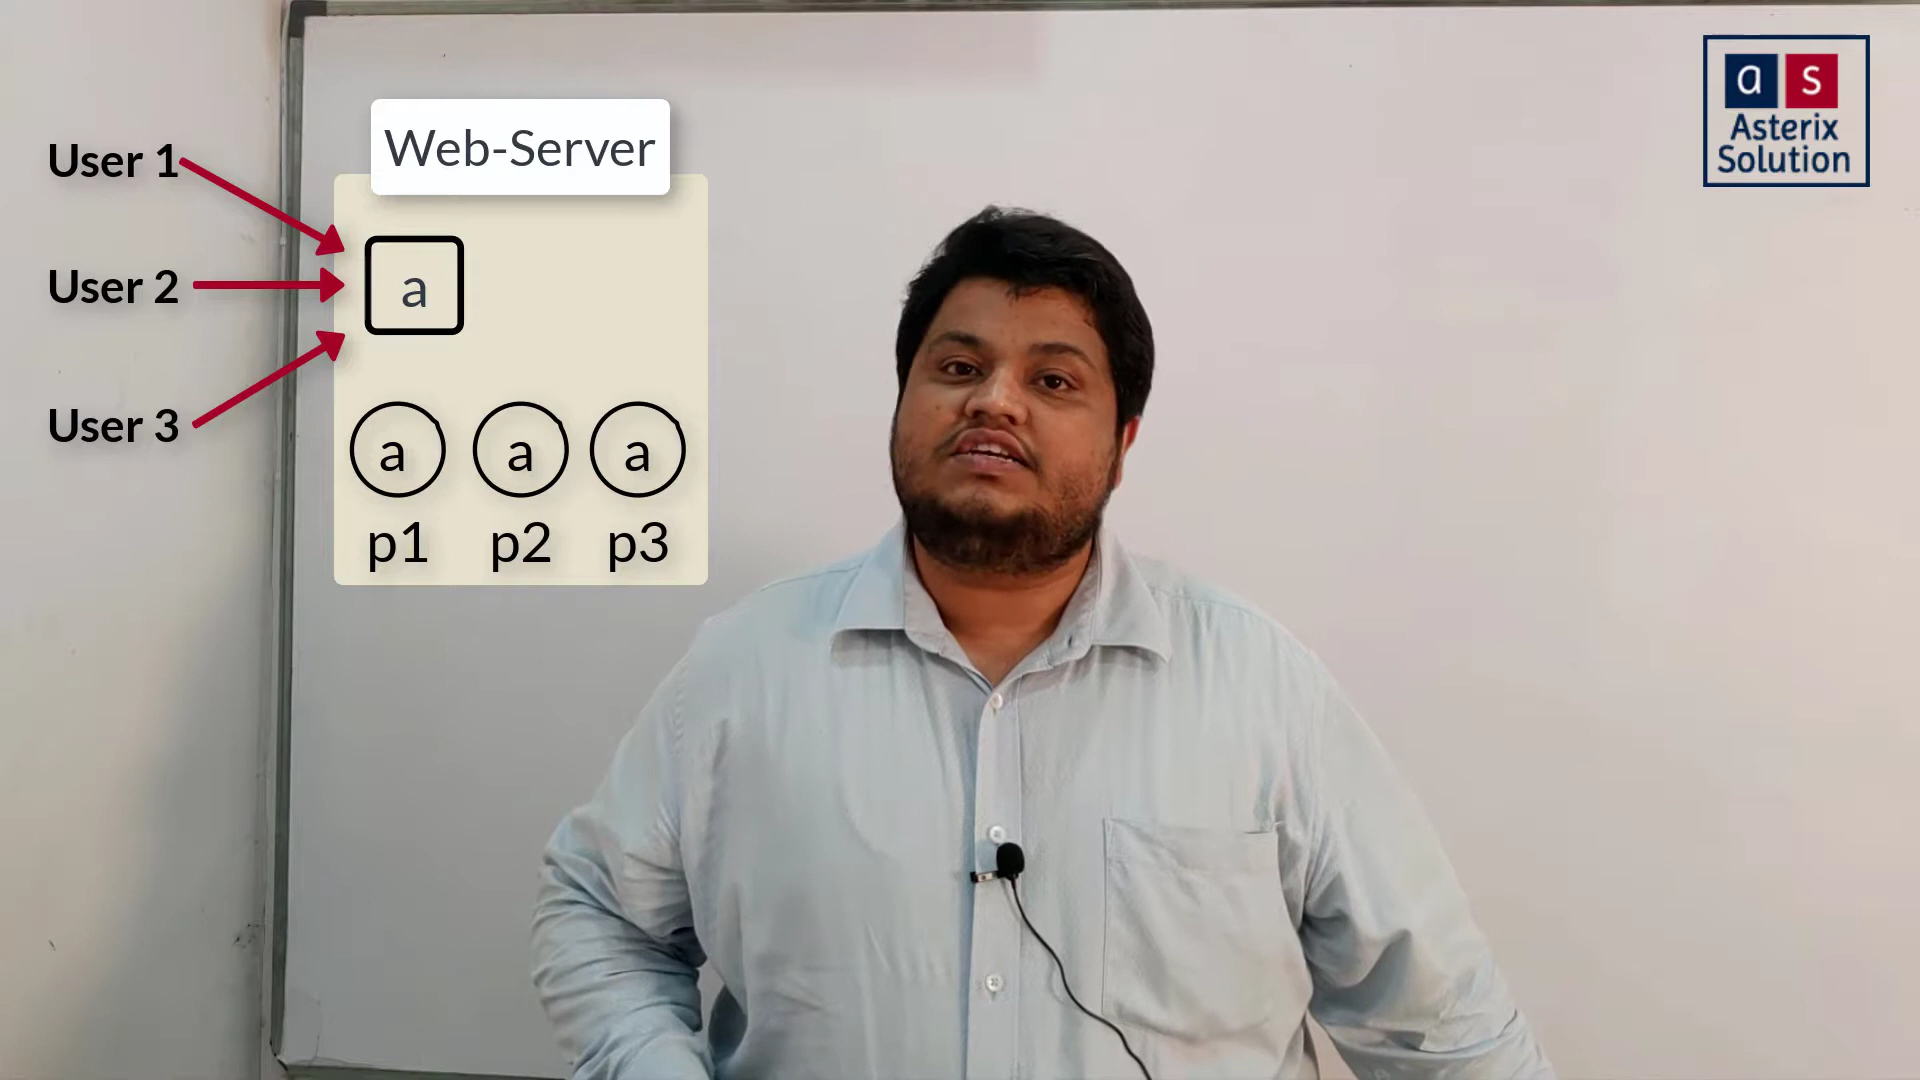 Web-Server
User 1
User 2
User 3
a
a a a
p1 p2 p3
a s
Asterix
Solution